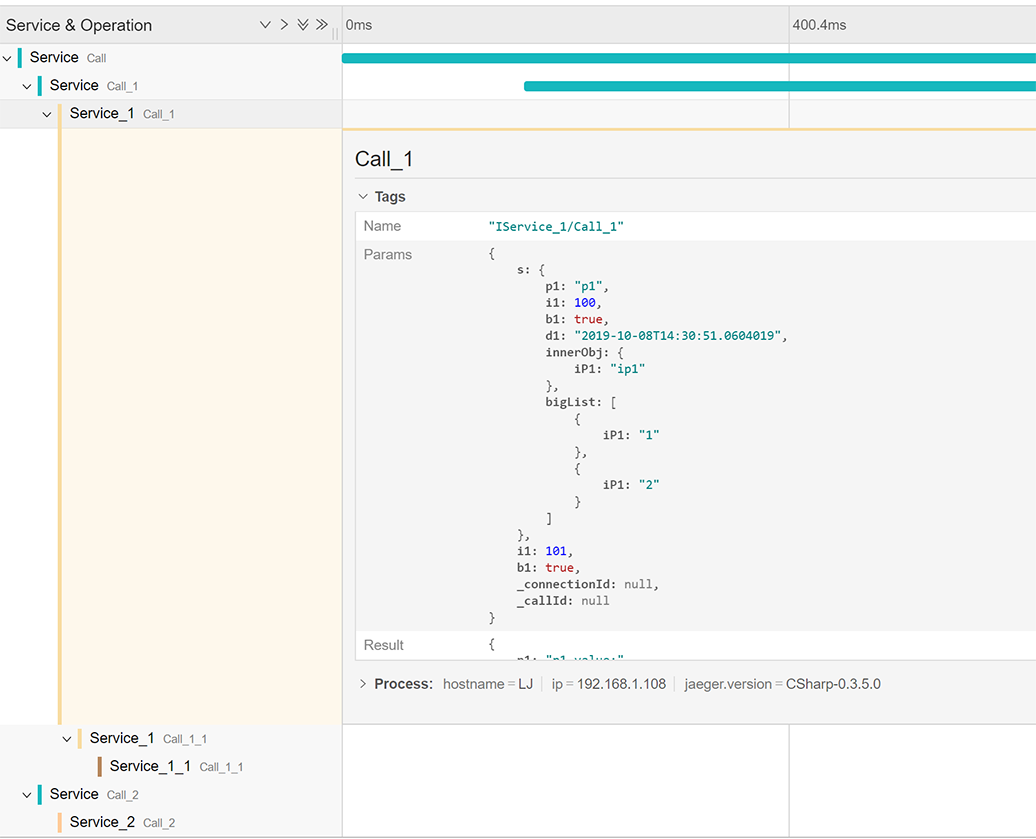 Service & Operation 0ms 400.4ms
Service Call
Service Call_1
Service_1 Call_1
Call_1
Tags
Name "IService_1/Call_1"
Params {
s: {
p1: "p1",
i1: 100,
b1: true,
d1: "2019-10-08T14:30:51.0604019",
innerObj: {
iP1: "ip1"
},
bigList: [
{
iP1: "1"
},
{
iP1: "2"
}
]
},
i1: 101,
b1: true,
_connectionId: null,
_callId: null
}
Result {
p1: "p1 value:"
Process: hostname = LJ ip = 192.168.1.108 jaeger.version = CSharp-0.3.5.0
Service_1 Call_1_1
Service_1_1 Call_1_1
Service Call_2
Service_2 Call_2